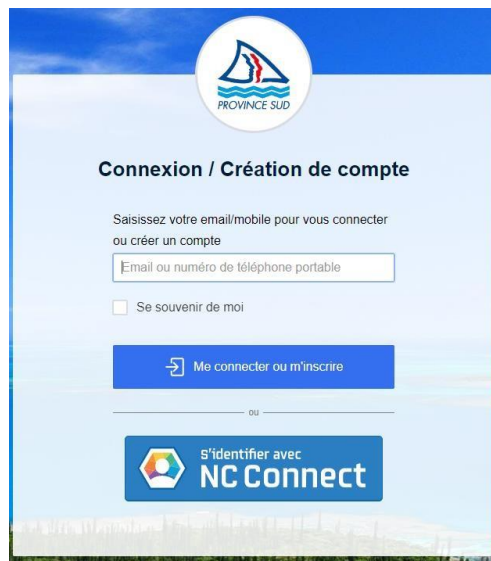 PROVINCE SUD
Connexion / Création de compte
Saisissez votre email/mobile pour vous connecter
ou créer un compte
Email ou numéro de téléphone portable
Se souvenir de moi
Me connecter ou m'inscrire
ou
s'identifier avec
NC Connect